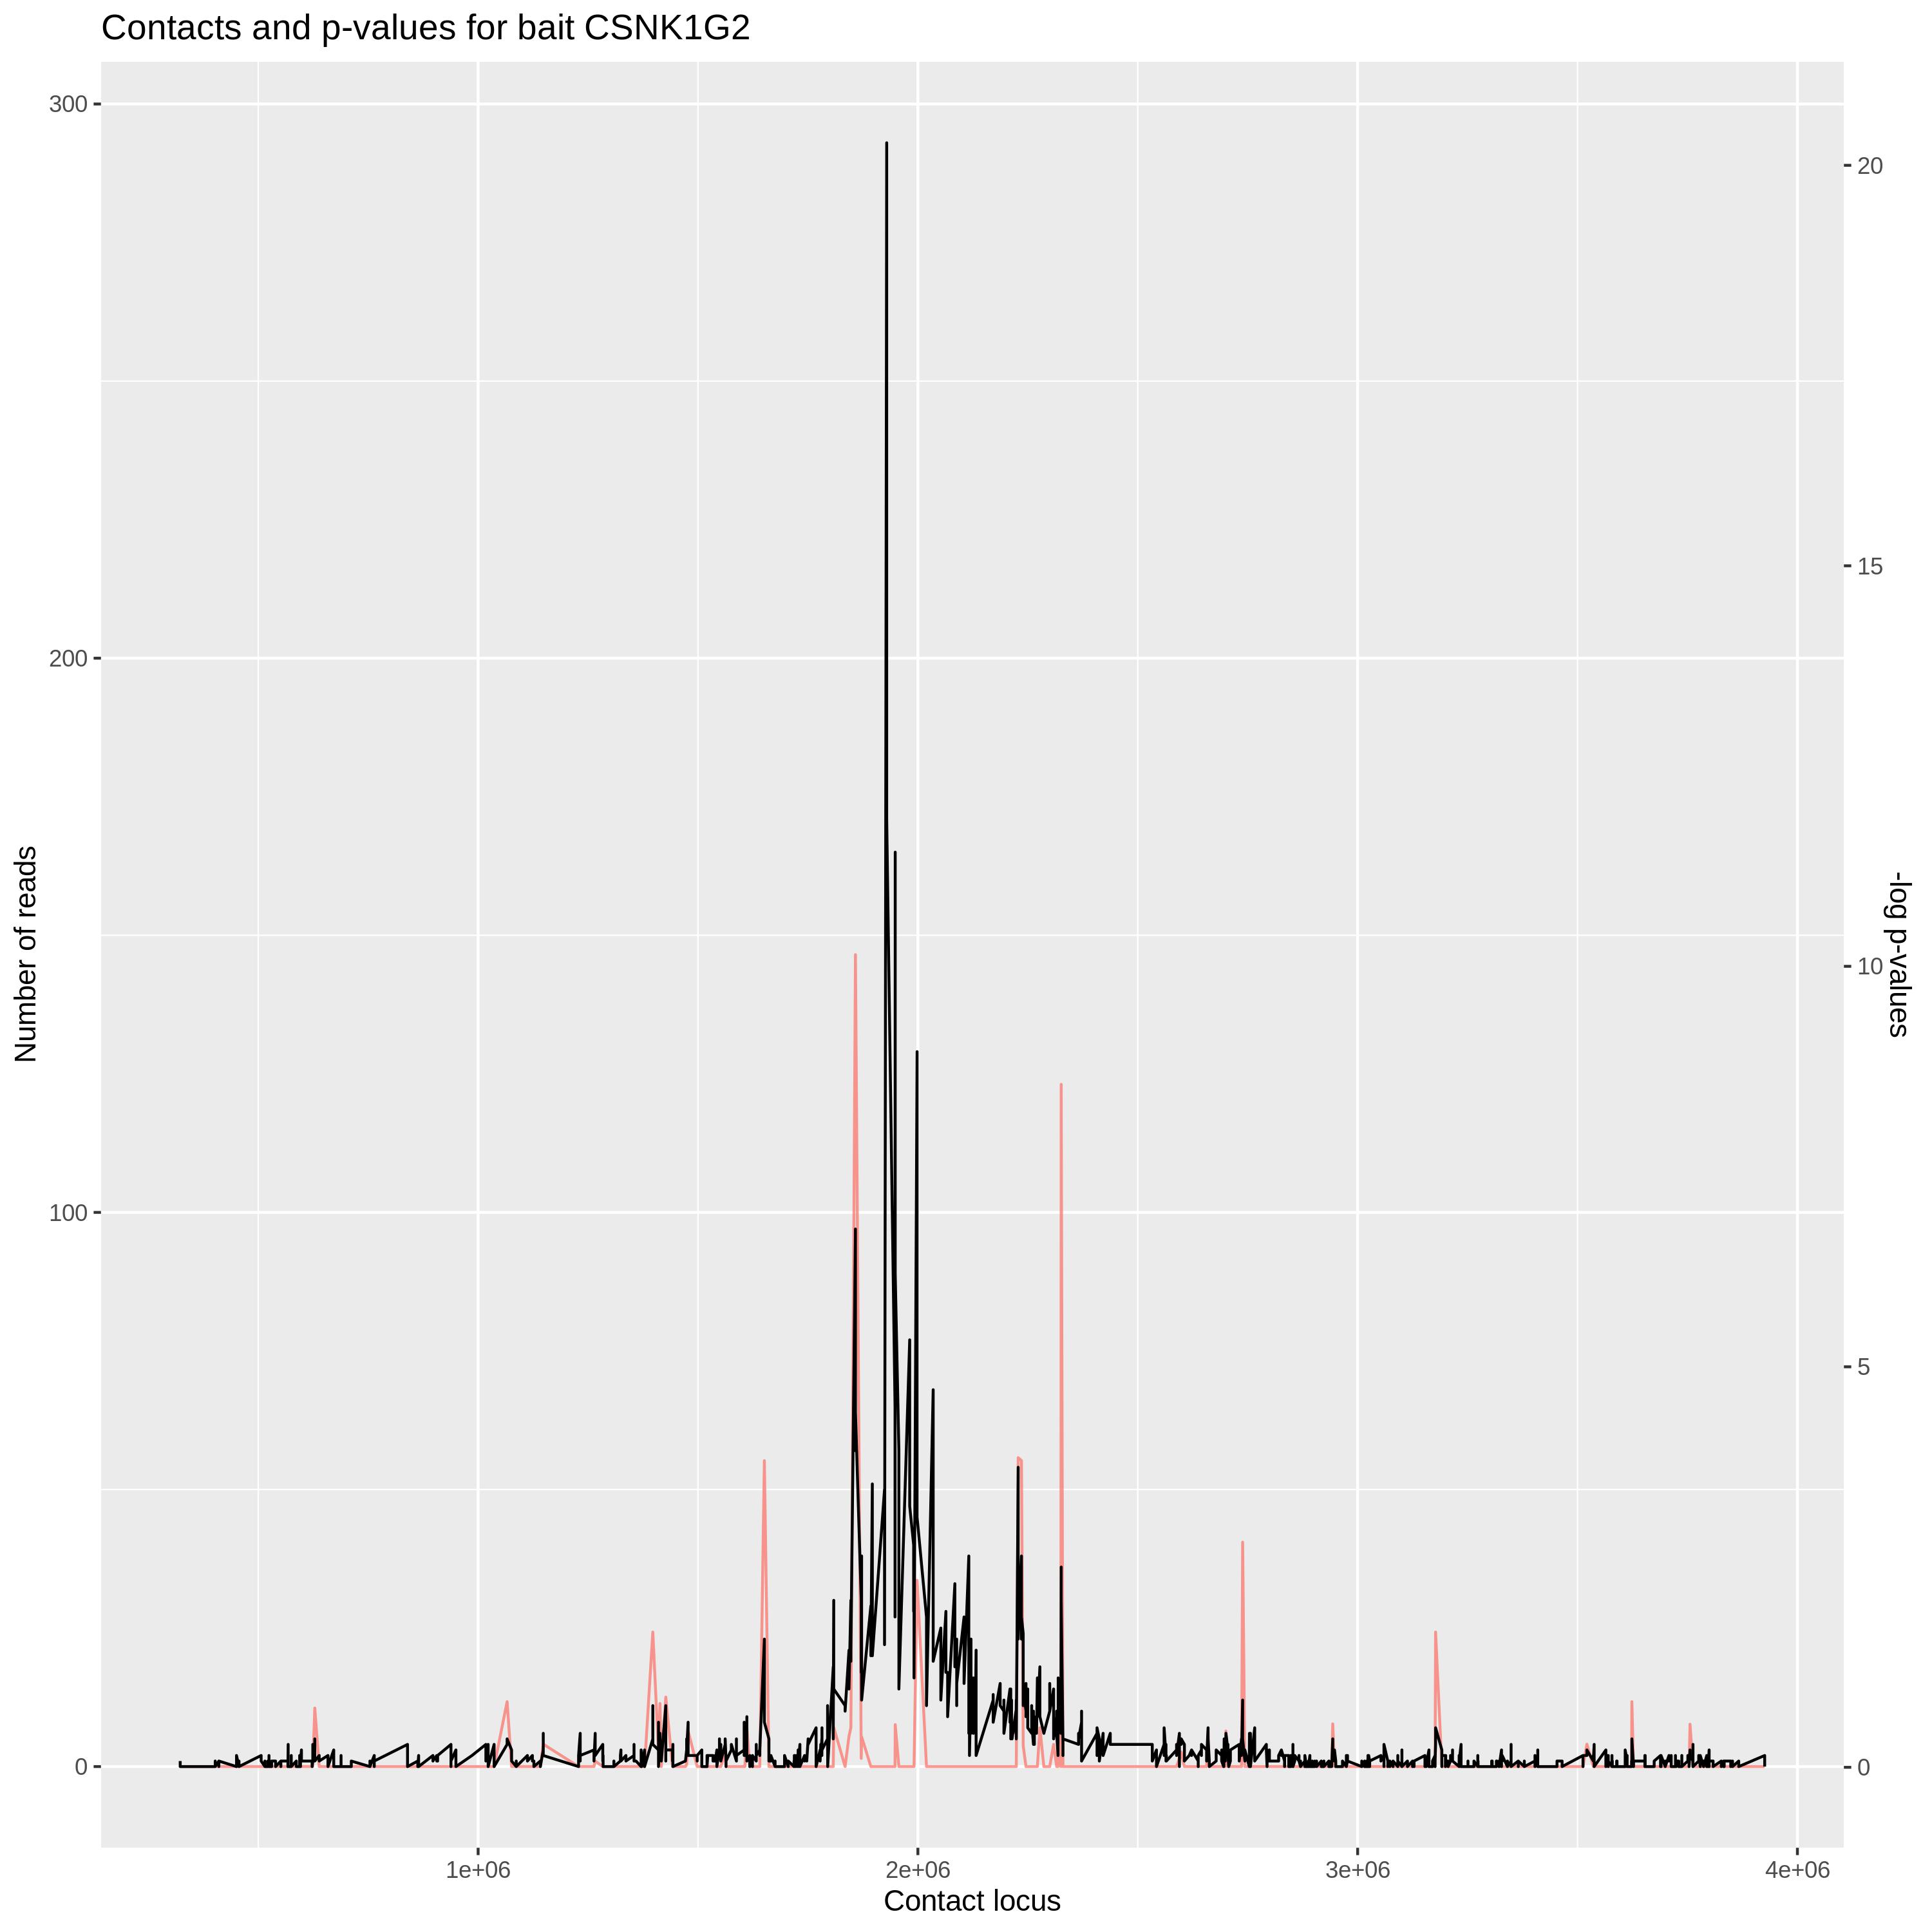 Contacts and p-values for bait CSNK1G2
300
200
100
0
Number of reads
20
15
10
5
0
-log p-values
1e+06
2e+06
3e+06
4e+06
Contact locus